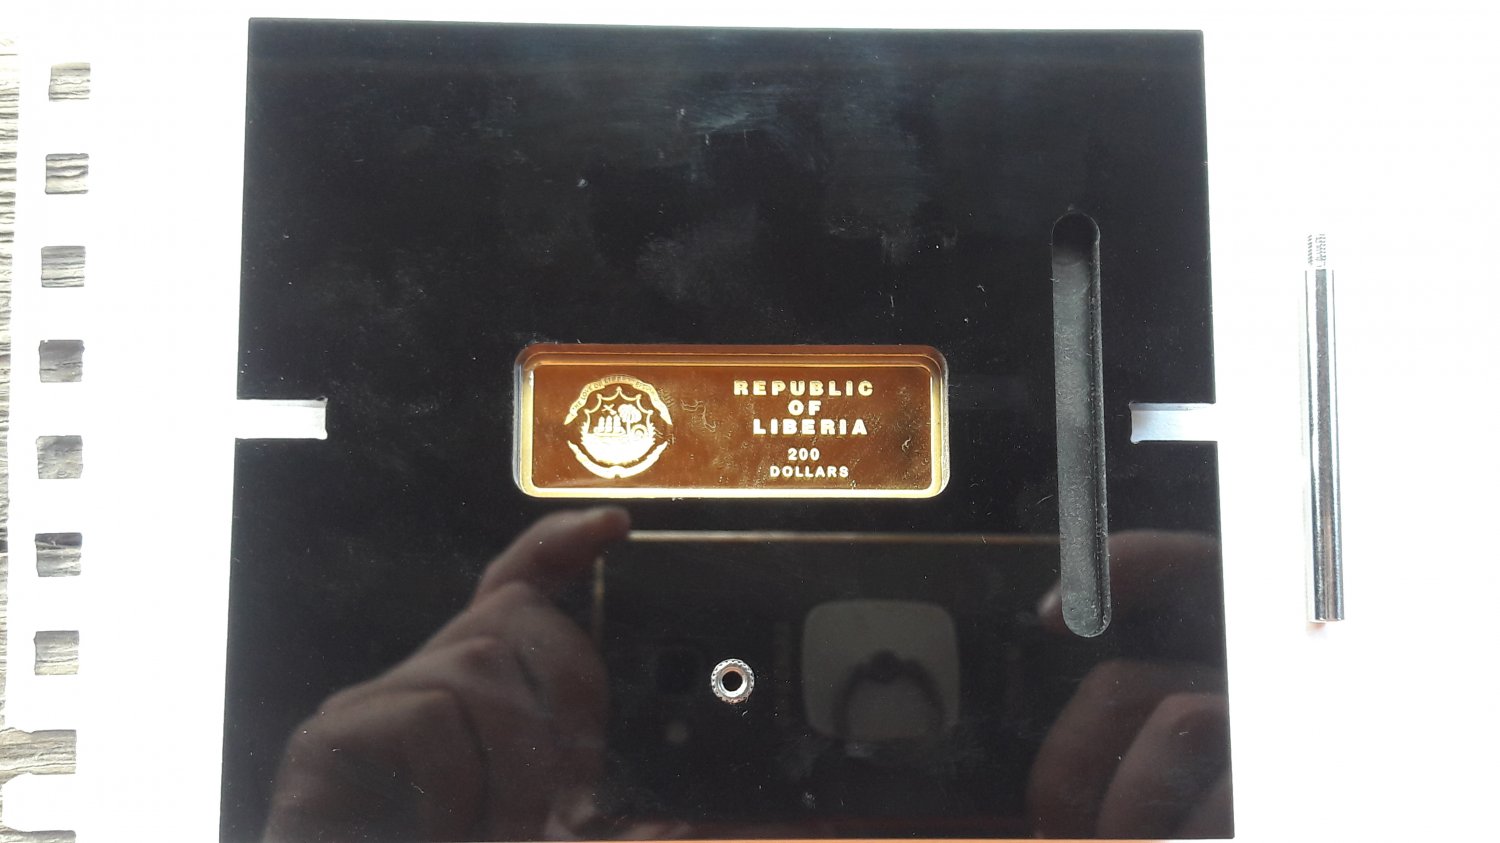 REPUBLIC
OF
LIBERIA
200
DOLLARS